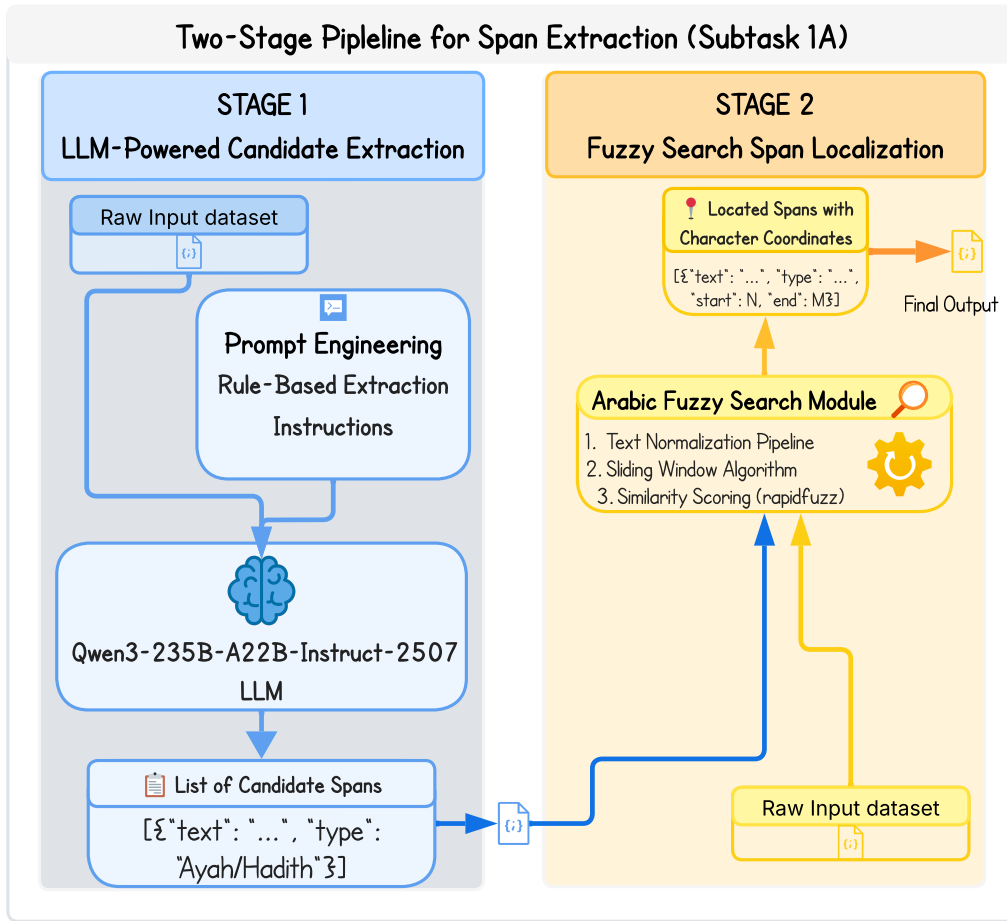 Two-Stage Pipleline for Span Extraction (Subtask 1A)
STAGE 1
LLM-Powered Candidate Extraction
Raw Input dataset
{;}
Prompt Engineering
Rule-Based Extraction
Instructions
Qwen3-235B-A22B-Instruct-2507
LLM
List of Candidate Spans
[{"text": "...", "type":
"Ayah/Hadith"}]
{;}
STAGE 2
Fuzzy Search Span Localization
Located Spans with
Character Coordinates
[{"text": "...", "type": "...",
"start": N, "end": M}]
{;}
Final Output
Arabic Fuzzy Search Module
1. Text Normalization Pipeline
2. Sliding Window Algorithm
3. Similarity Scoring (rapidfuzz)
Raw Input dataset
{;}